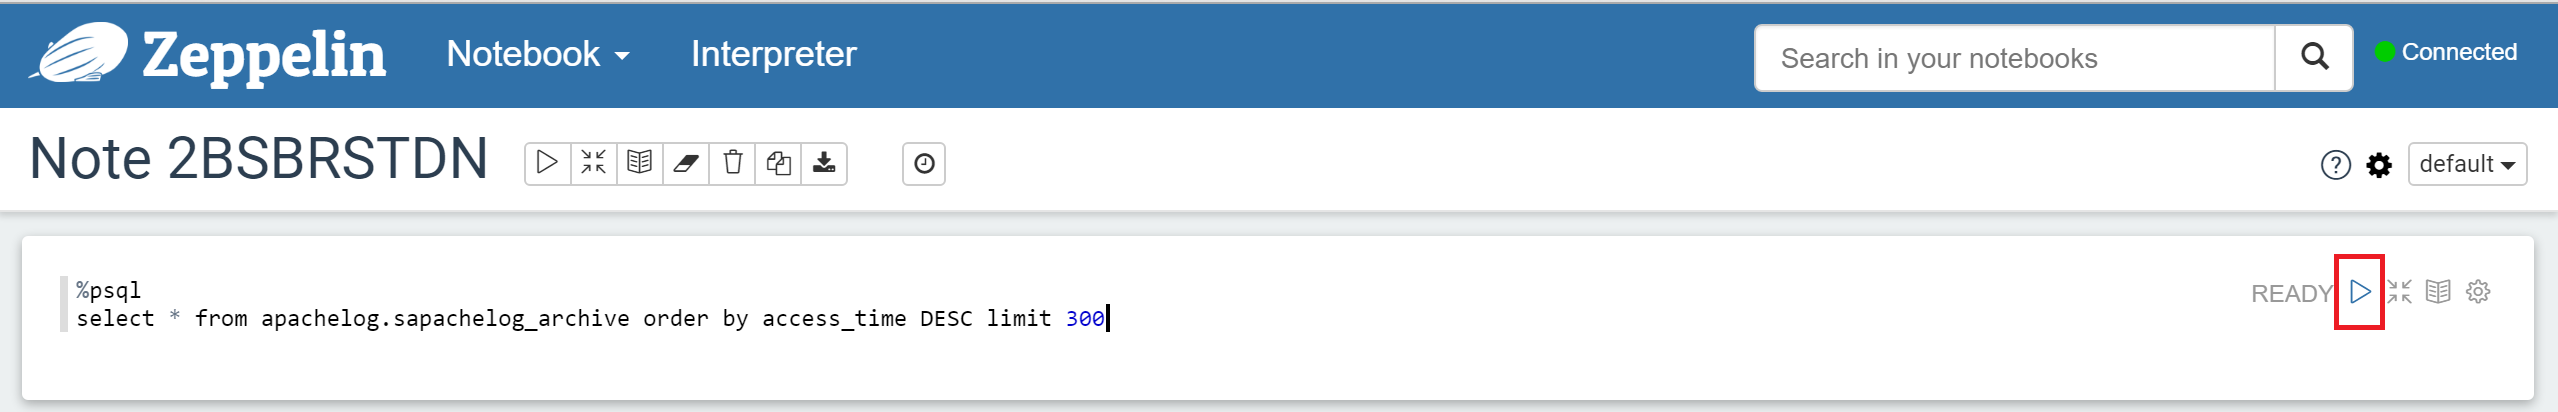 Zeppelin Notebook Interpreter Search in your notebooks Connected
Note 2BSBRSTDN ? default
%psql
READY
select * from apachelog.sapachelog_archive order by access_time DESC limit 300